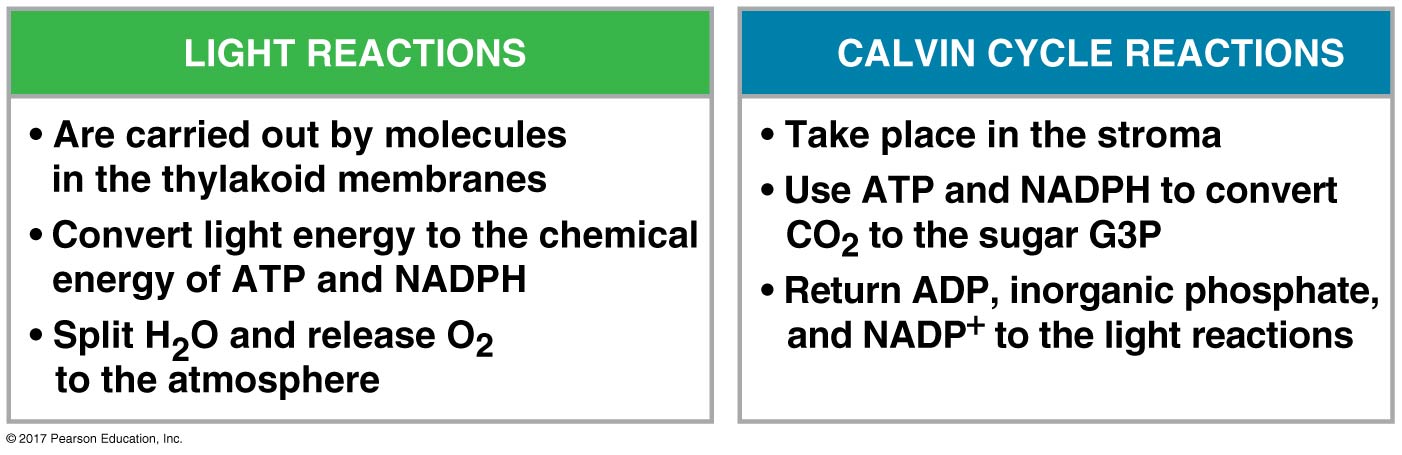 LIGHT REACTIONS
• Are carried out by molecules
in the thylakoid membranes
• Convert light energy to the chemical
energy of ATP and NADPH
• Split H₂O and release O₂
to the atmosphere
CALVIN CYCLE REACTIONS
• Take place in the stroma
• Use ATP and NADPH to convert
CO₂ to the sugar G3P
• Return ADP, inorganic phosphate,
and NADP⁺ to the light reactions
© 2017 Pearson Education, Inc.